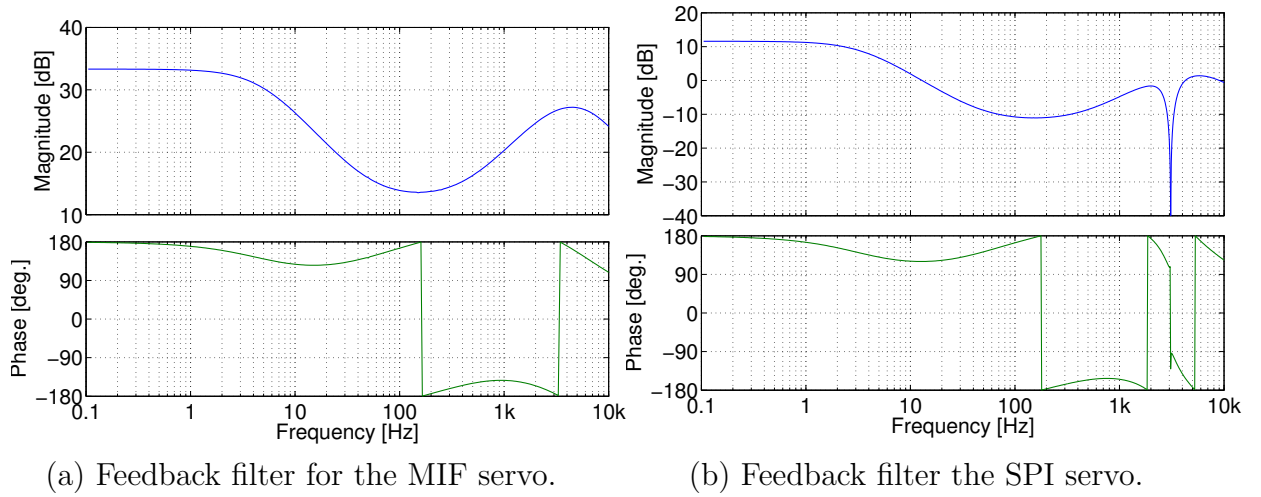 40
30
20
10
Magnitude [dB]
180
90
0
−90
−180
Phase [deg.]
0.1
1
10
100
1k
10k
Frequency [Hz]
(a) Feedback filter for the MIF servo.
20
10
0
−10
−20
−30
−40
Magnitude [dB]
180
90
0
−90
−180
Phase [deg.]
0.1
1
10
100
1k
10k
Frequency [Hz]
(b) Feedback filter the SPI servo.